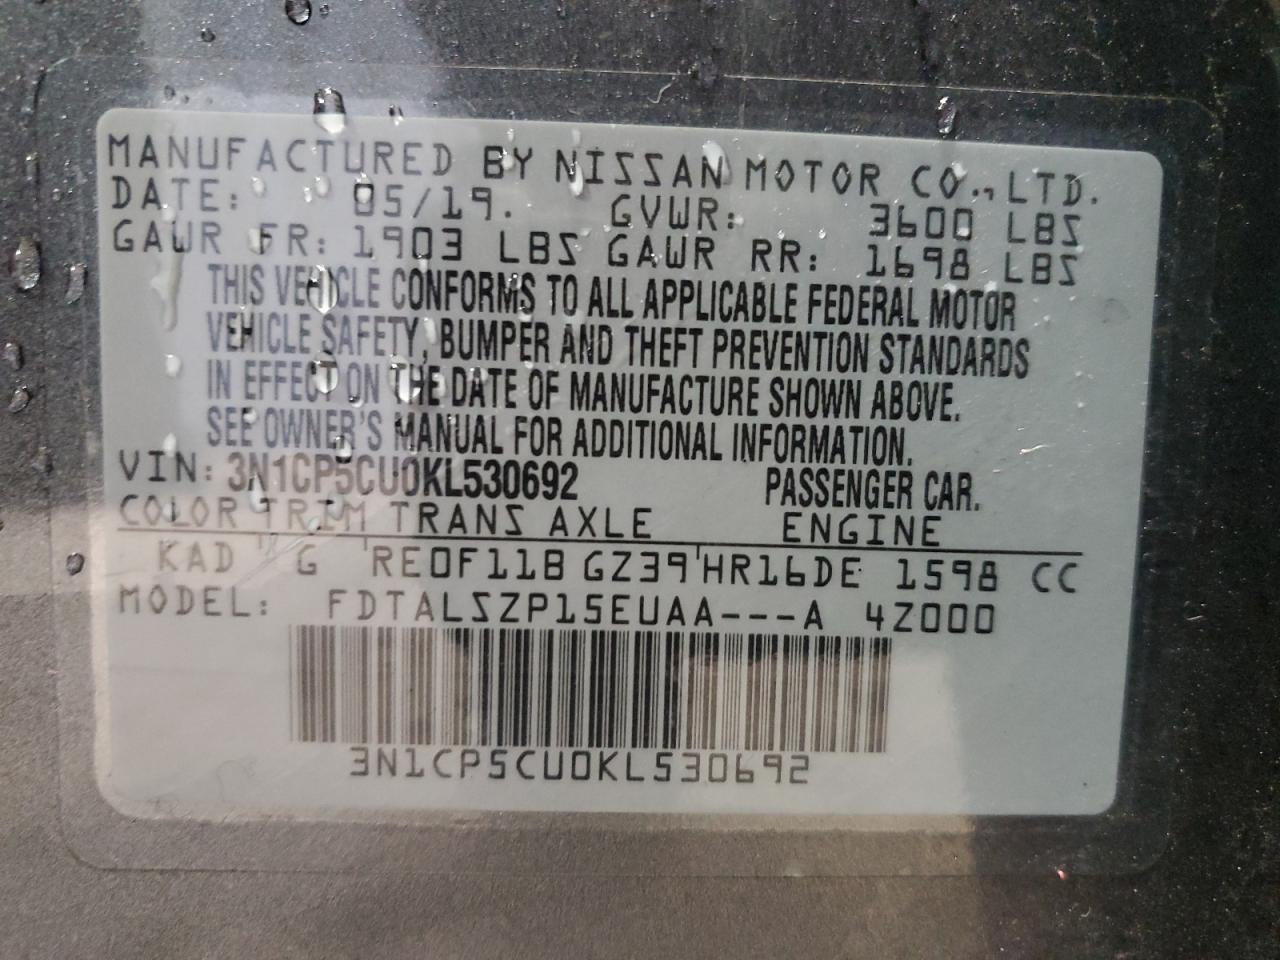 MANUFACTURED BY NISSAN MOTOR CO., LTD.
DATE: 05/19. GVWR: 3600 LBS
GAWR FR: 1903 LBS GAWR RR: 1698 LBS
THIS VEHICLE CONFORMS TO ALL APPLICABLE FEDERAL MOTOR
VEHICLE SAFETY, BUMPER AND THEFT PREVENTION STANDARDS
IN EFFECT ON THE DATE OF MANUFACTURE SHOWN ABOVE.
SEE OWNER'S MANUAL FOR ADDITIONAL INFORMATION.
VIN: 3N1CP5CU0KL530692 PASSENGER CAR.
COLOR TRIM TRANS AXLE ENGINE
KAD ' G ' RE0F11B GZ39 ' HR16DE 1598 CC
MODEL: FDTALSZP15EUAA---A 4Z000
3N1CP5CU0KL530692